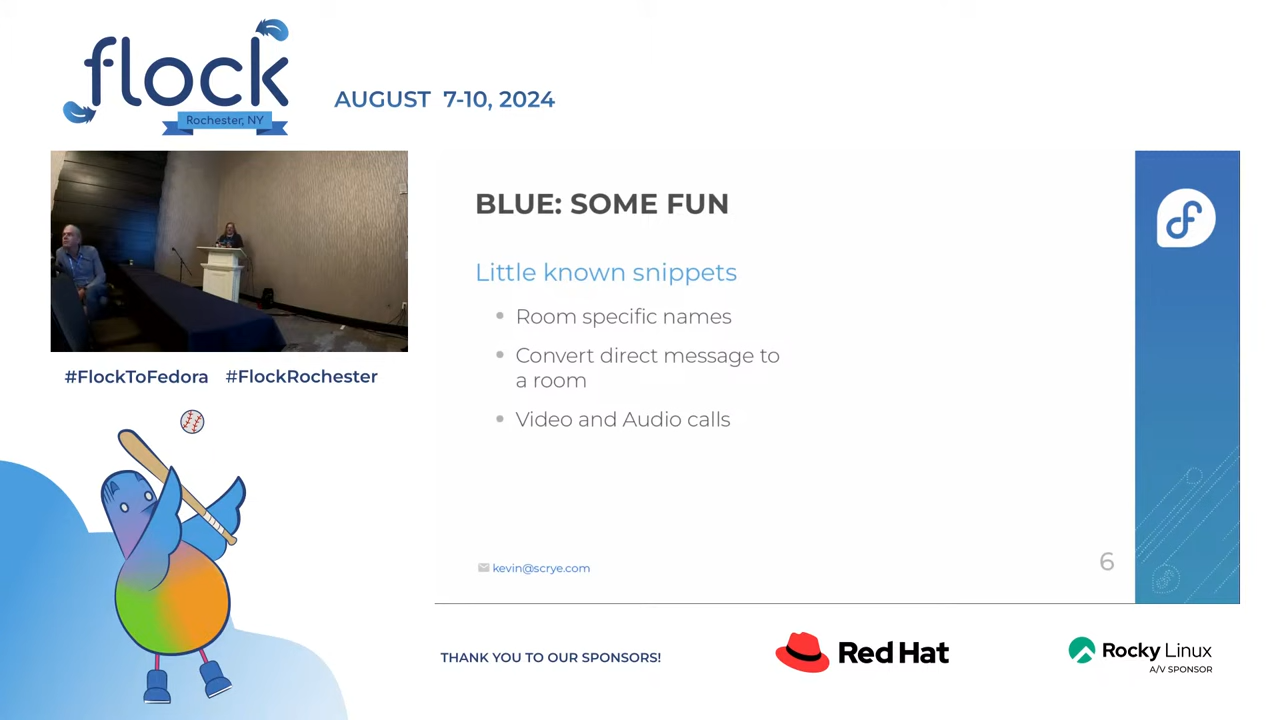 flock
Rochester, NY
AUGUST 7-10, 2024
BLUE: SOME FUN
Little known snippets
• Room specific names
• Convert direct message to
a room
• Video and Audio calls
kevin@scrye.com
6
#FlockToFedora #FlockRochester
THANK YOU TO OUR SPONSORS!
Red Hat
Rocky Linux
A/V SPONSOR